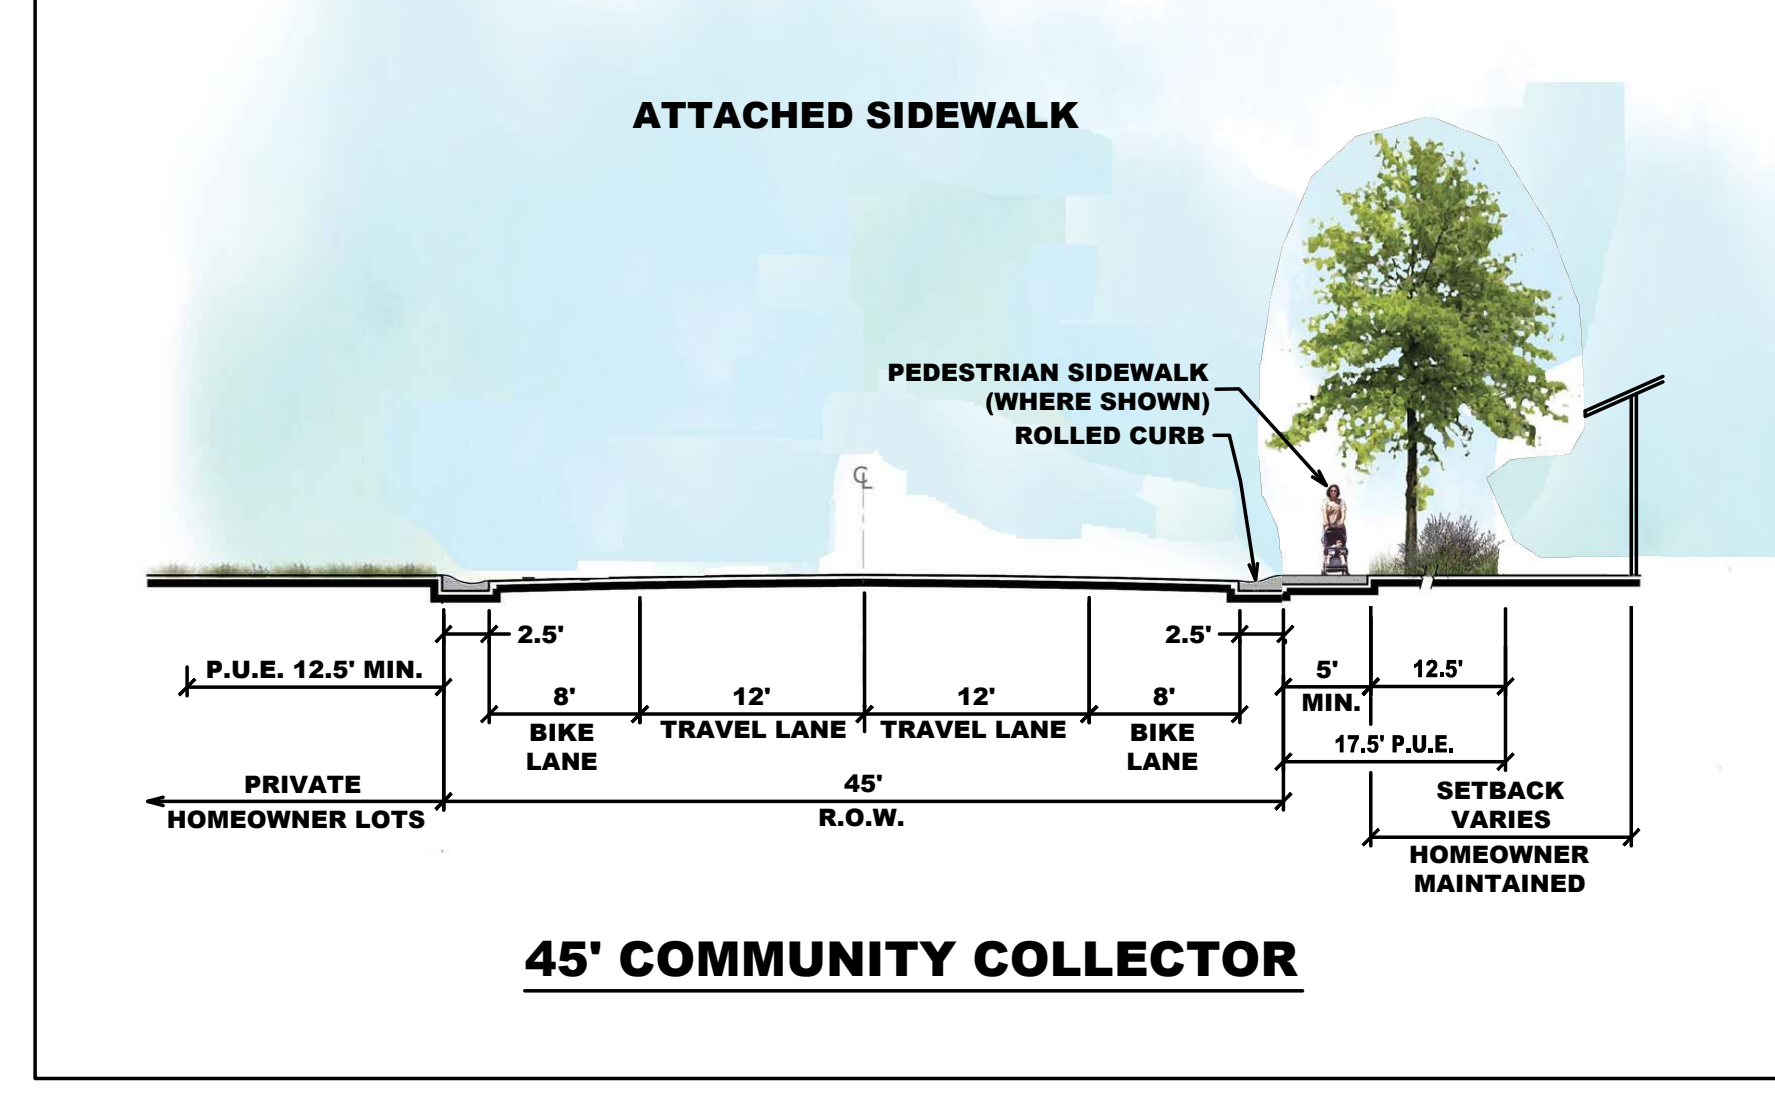 ATTACHED SIDEWALK
PEDESTRIAN SIDEWALK
(WHERE SHOWN)
ROLLED CURB
CL
2.5'
2.5'
P.U.E. 12.5' MIN.
5'
MIN.
12.5'
8'
BIKE
LANE
12'
TRAVEL LANE
12'
TRAVEL LANE
8'
BIKE
LANE
17.5' P.U.E.
PRIVATE
HOMEOWNER LOTS
45'
R.O.W.
SETBACK
VARIES
HOMEOWNER
MAINTAINED
45' COMMUNITY COLLECTOR